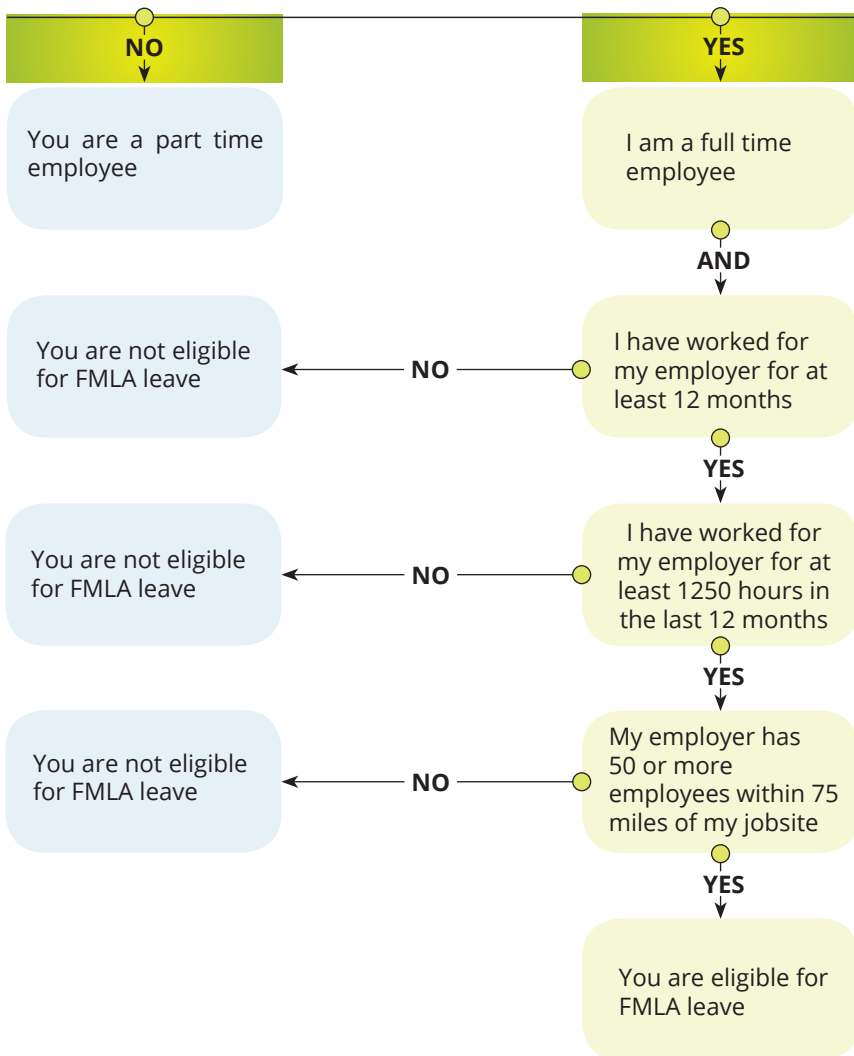 NO
YES
You are a part time
employee
I am a full time
employee
AND
You are not eligible
for FMLA leave
NO
I have worked for
my employer for at
least 12 months
YES
You are not eligible
for FMLA leave
NO
I have worked for
my employer for at
least 1250 hours in
the last 12 months
YES
You are not eligible
for FMLA leave
NO
My employer has
50 or more
employees within 75
miles of my jobsite
YES
You are eligible for
FMLA leave